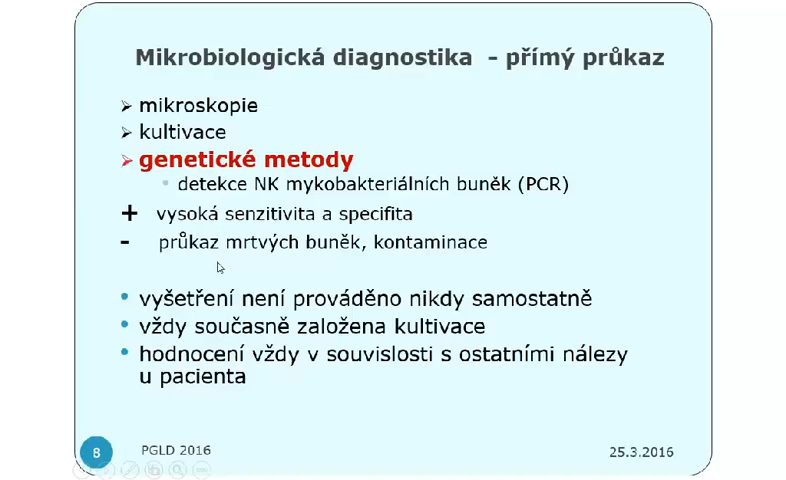 Mikrobiologická diagnostika - přímý průkaz
mikroskopie
kultivace
genetické metody
detekce NK mykobakteriálních buněk (PCR)
+ vysoká senzitivita a specifita
- průkaz mrtvých buněk, kontaminace
vyšetření není prováděno nikdy samostatně
vždy současně založena kultivace
hodnocení vždy v souvislosti s ostatními nálezy
u pacienta
8
PGLD 2016
25.3.2016